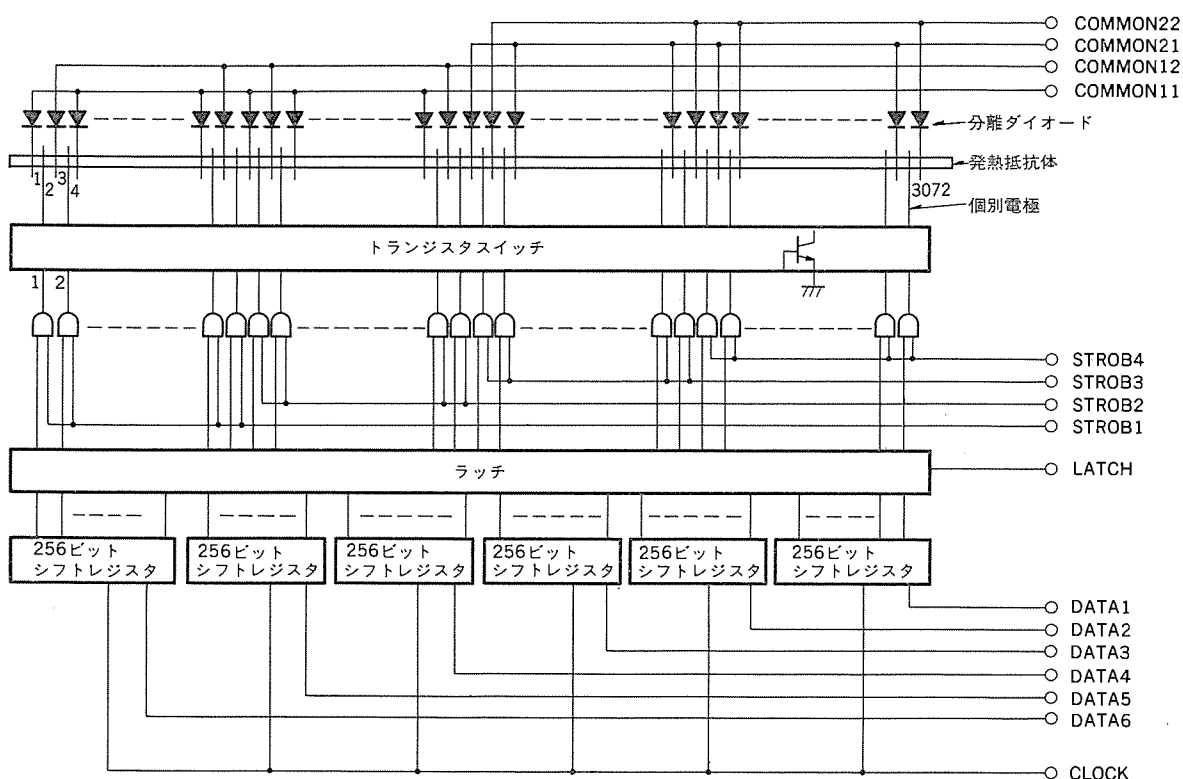 COMMON22
COMMON21
COMMON12
COMMON11
分離ダイオード
発熱抵抗体
1 2 3 4
3072
個別電極
トランジスタスイッチ
1 2
STROB4
STROB3
STROB2
STROB1
ラッチ
LATCH
256ビット
シフトレジスタ
256ビット
シフトレジスタ
256ビット
シフトレジスタ
256ビット
シフトレジスタ
256ビット
シフトレジスタ
256ビット
シフトレジスタ
DATA1
DATA2
DATA3
DATA4
DATA5
DATA6
CLOCK